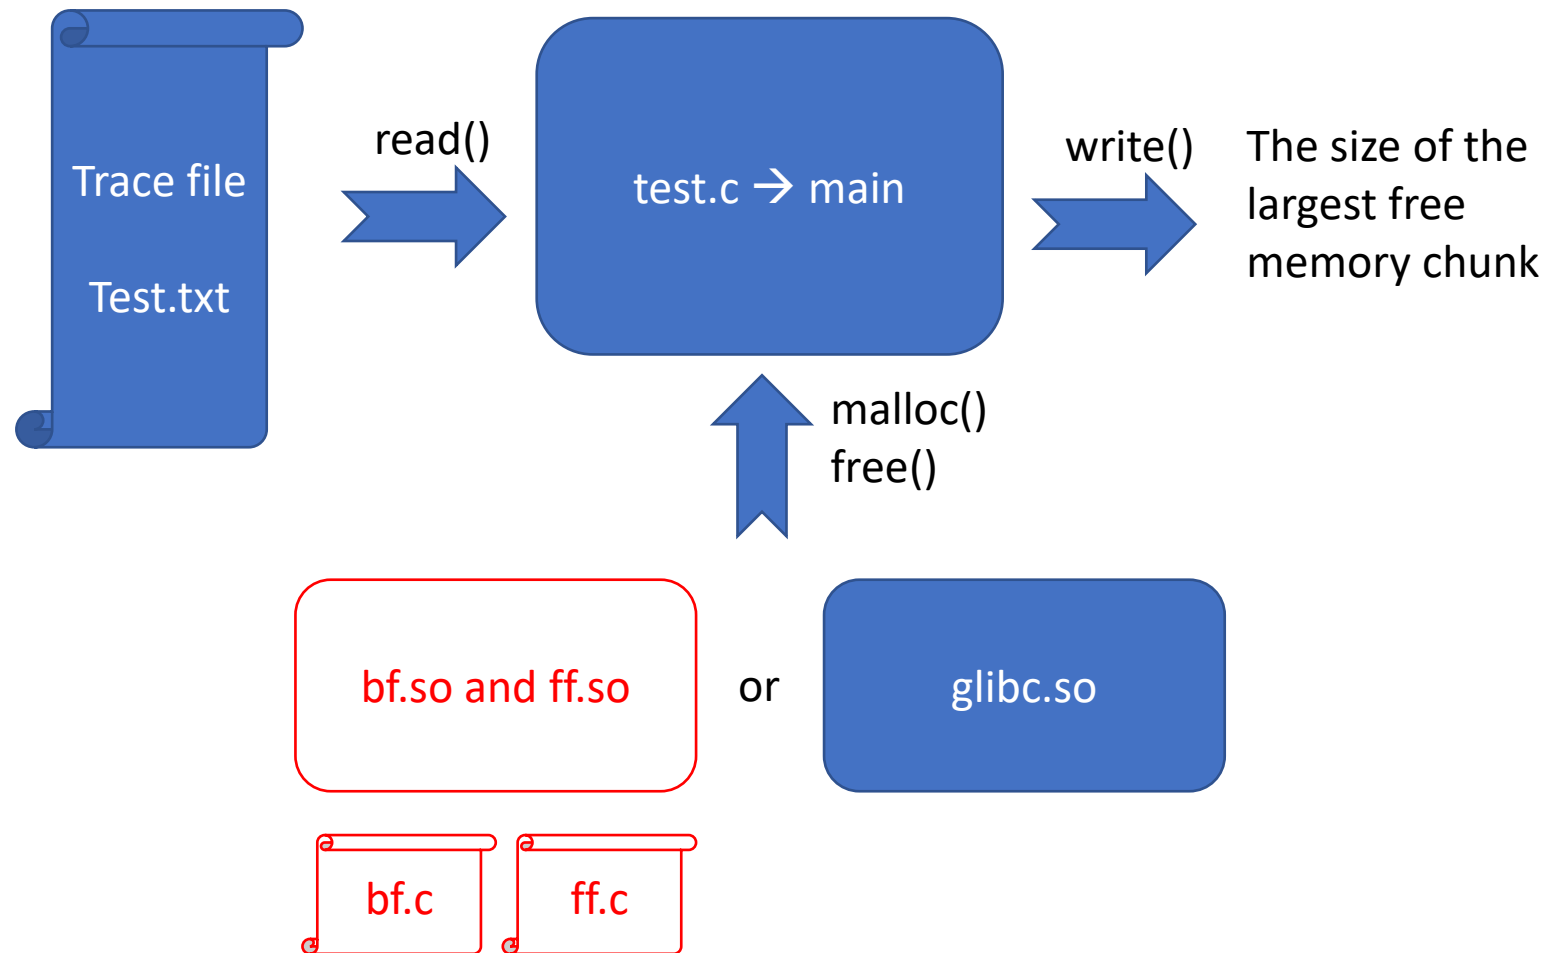 Trace file
Test.txt
read()
test.c → main
write()
The size of the
largest free
memory chunk
malloc()
free()
bf.so and ff.so
or
glibc.so
bf.c
ff.c